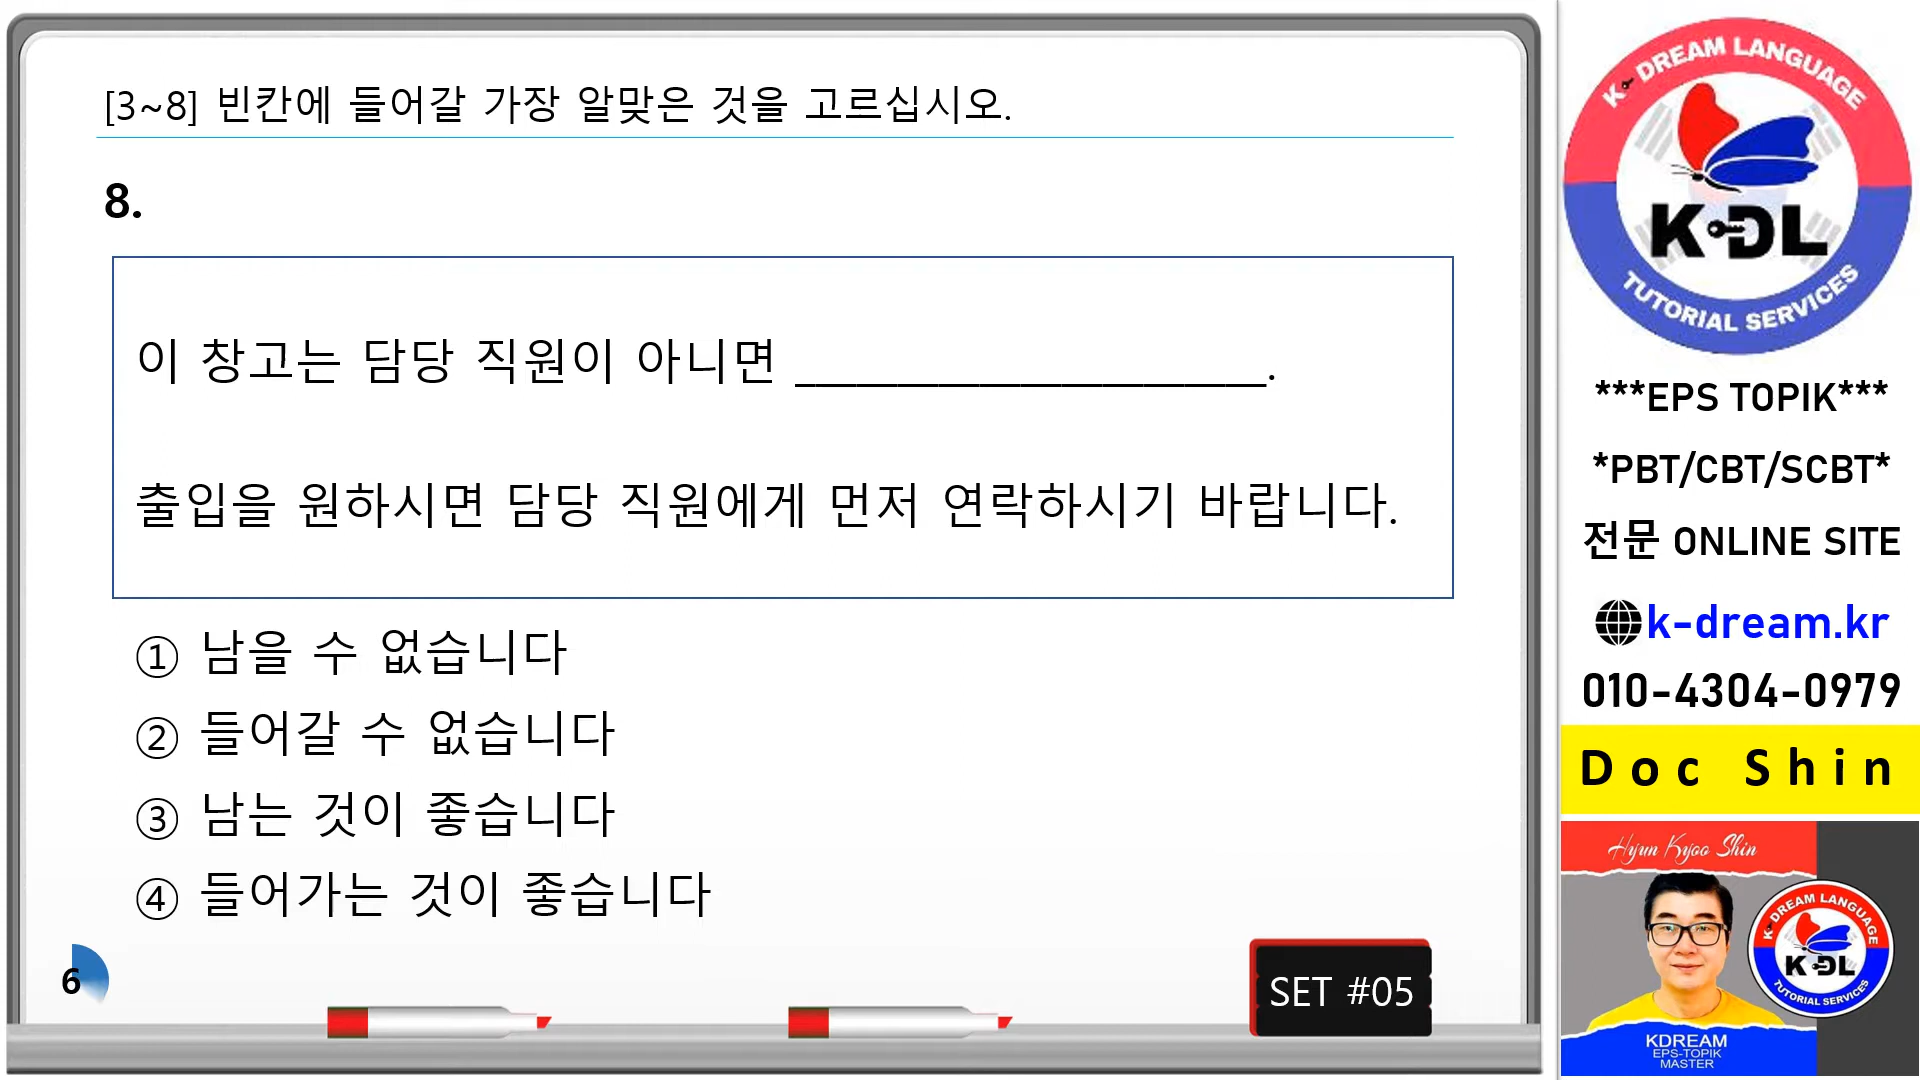 [3~8] 빈칸에 들어갈 가장 알맞은 것을 고르십시오.
8.
이 창고는 담당 직원이 아니면 _______________________.
출입을 원하시면 담당 직원에게 먼저 연락하시기 바랍니다.
① 남을 수 없습니다
② 들어갈 수 없습니다
③ 남는 것이 좋습니다
④ 들어가는 것이 좋습니다
6
SET #05
K DREAM LANGUAGE
K DL
TUTORIAL SERVICES
***EPS TOPIK***
*PBT/CBT/SCBT*
전문 ONLINE SITE
k-dream.kr
010-4304-0979
Doc Shin
Hyun Kyoo Shin
K DREAM LANGUAGE
K DL
TUTORIAL SERVICES
KDREAM
EPS-TOPIK
MASTER